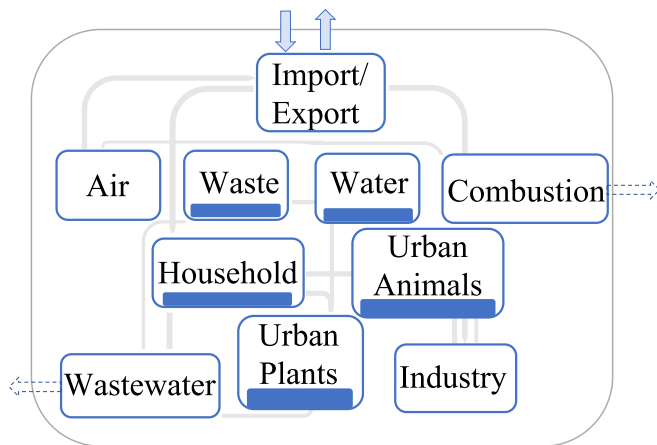 Import/
Export
Air
Waste
Water
Combustion
Household
Urban
Animals
Urban
Plants
Industry
Wastewater